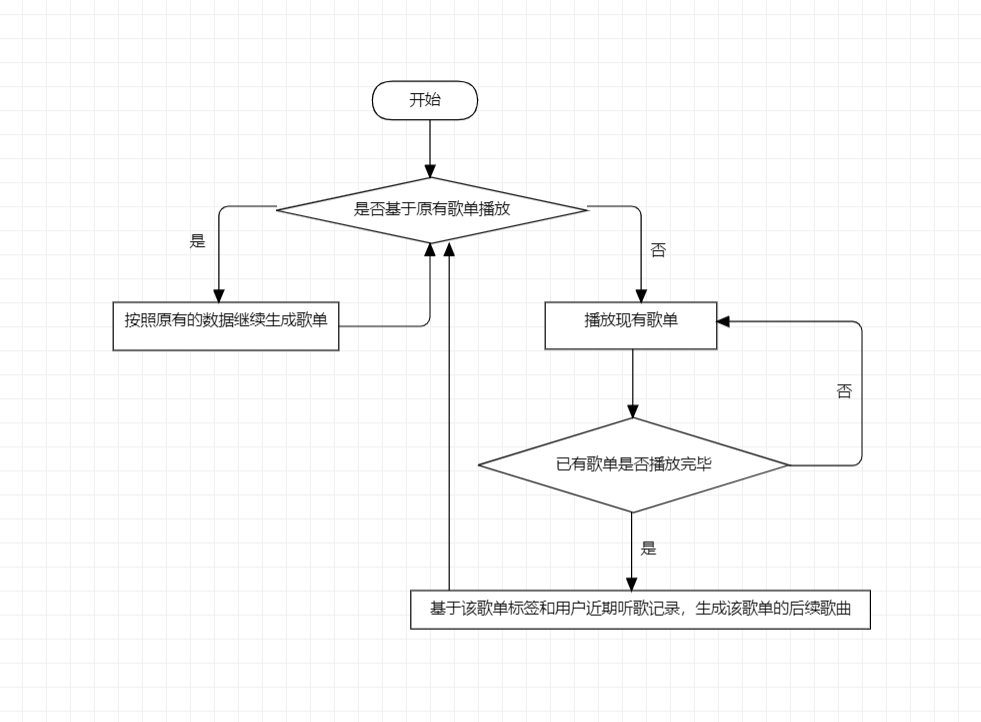 开始
是否基于原有歌单播放
是
否
按照原有的数据继续生成歌单
播放现有歌单
否
已有歌单是否播放完毕
是
基于该歌单标签和用户近期听歌记录，生成该歌单的后续歌曲